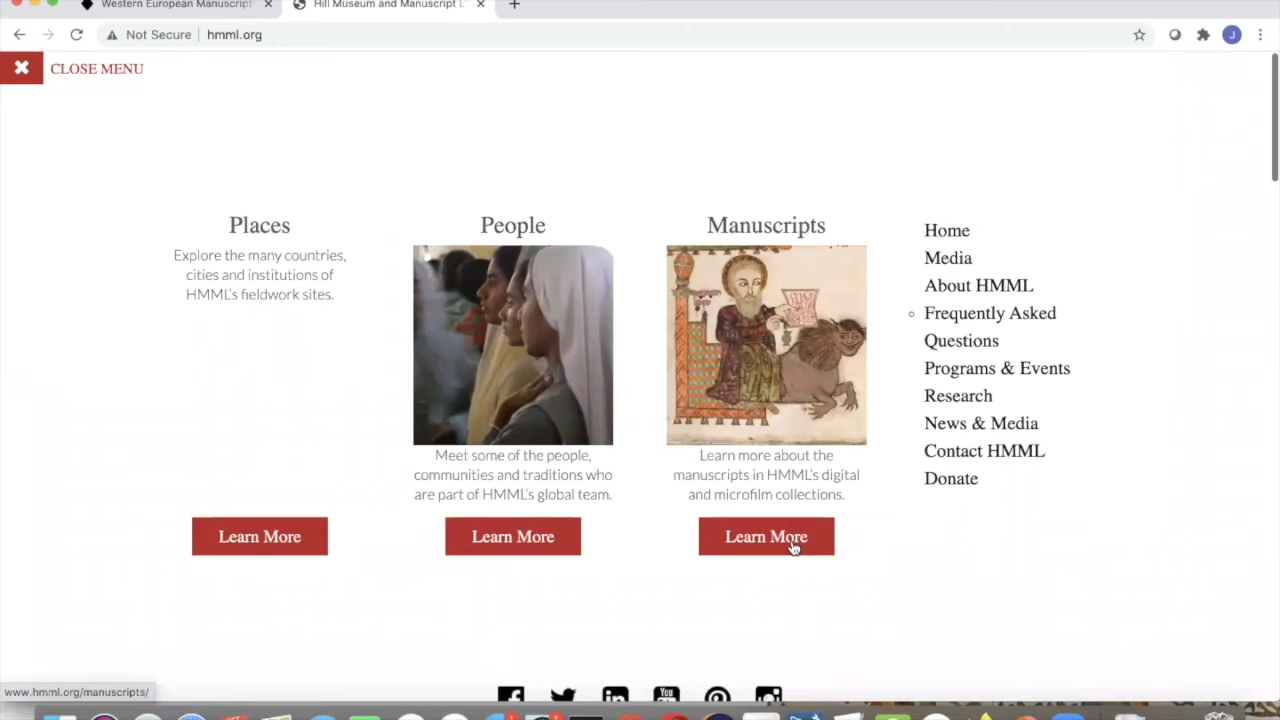 Western European Manuscript
Hill Museum and Manuscript L
Not Secure
hmml.org
J
CLOSE MENU
Places
Explore the many countries,
cities and institutions of
HMML's fieldwork sites.
Learn More
People
Meet some of the people,
communities and traditions who
are part of HMML's global team.
Learn More
Manuscripts
Learn more about the
manuscripts in HMML's digital
and microfilm collections.
Learn More
Home
Media
About HMML
Frequently Asked
Questions
Programs & Events
Research
News & Media
Contact HMML
Donate
www.hmml.org/manuscripts/